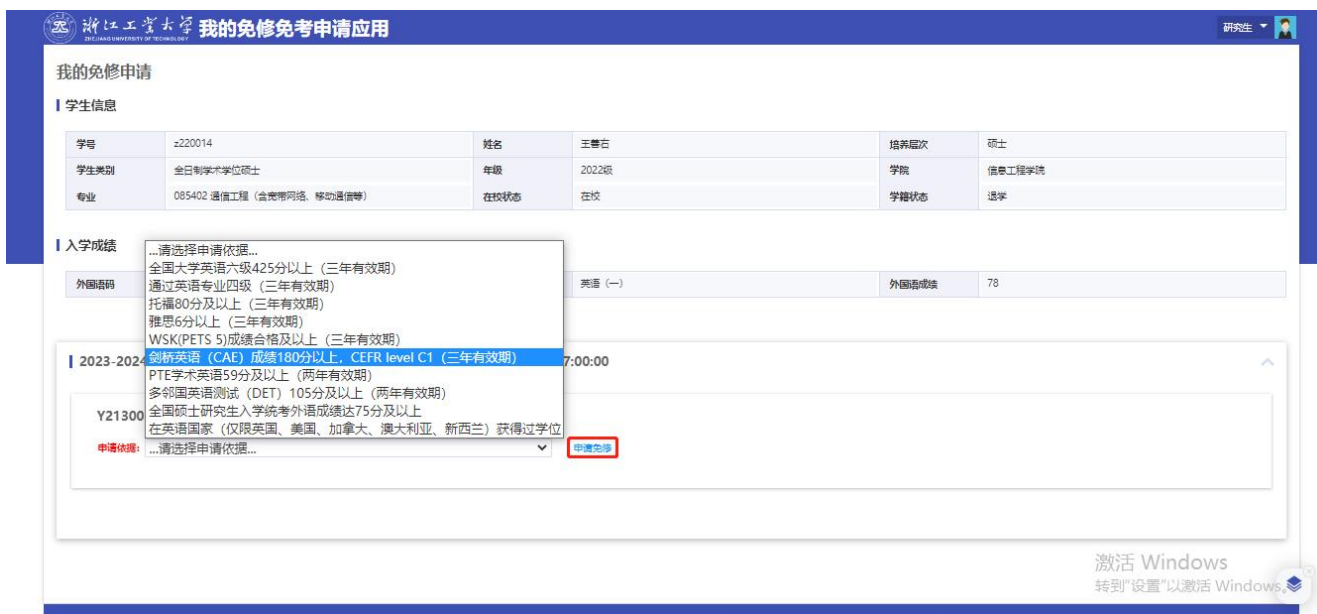 浙江工业大学 我的免修免考申请应用
ZHEJIANG UNIVERSITY OF TECHNOLOGY
研究生
我的免修申请
学生信息
学号 z220014 姓名 王善右 培养层次 硕士
学生类别 全日制学术学位硕士 年级 2022级 学院 信息工程学院
专业 085402 通信工程（含宽带网络、移动通信等） 在校状态 在校 学籍状态 退学
入学成绩
外国语码 英语（一） 外国语成绩 78
...请选择申请依据...
全国大学英语六级425分以上（三年有效期）
通过英语专业四级（三年有效期）
托福80分及以上（三年有效期）
雅思6分以上（三年有效期）
WSK(PETS 5)成绩合格及以上（三年有效期）
剑桥英语（CAE）成绩180分以上，CEFR level C1（三年有效期）
PTE学术英语59分及以上（两年有效期）
多邻国英语测试（DET）105分及以上（两年有效期）
全国硕士研究生入学统考外语成绩达75分及以上
在英语国家（仅限英国、美国、加拿大、澳大利亚、新西兰）获得过学位
2023-2024 7:00:00
Y21300
申请依据: ...请选择申请依据... 申请免修
激活 Windows
转到"设置"以激活 Windows。